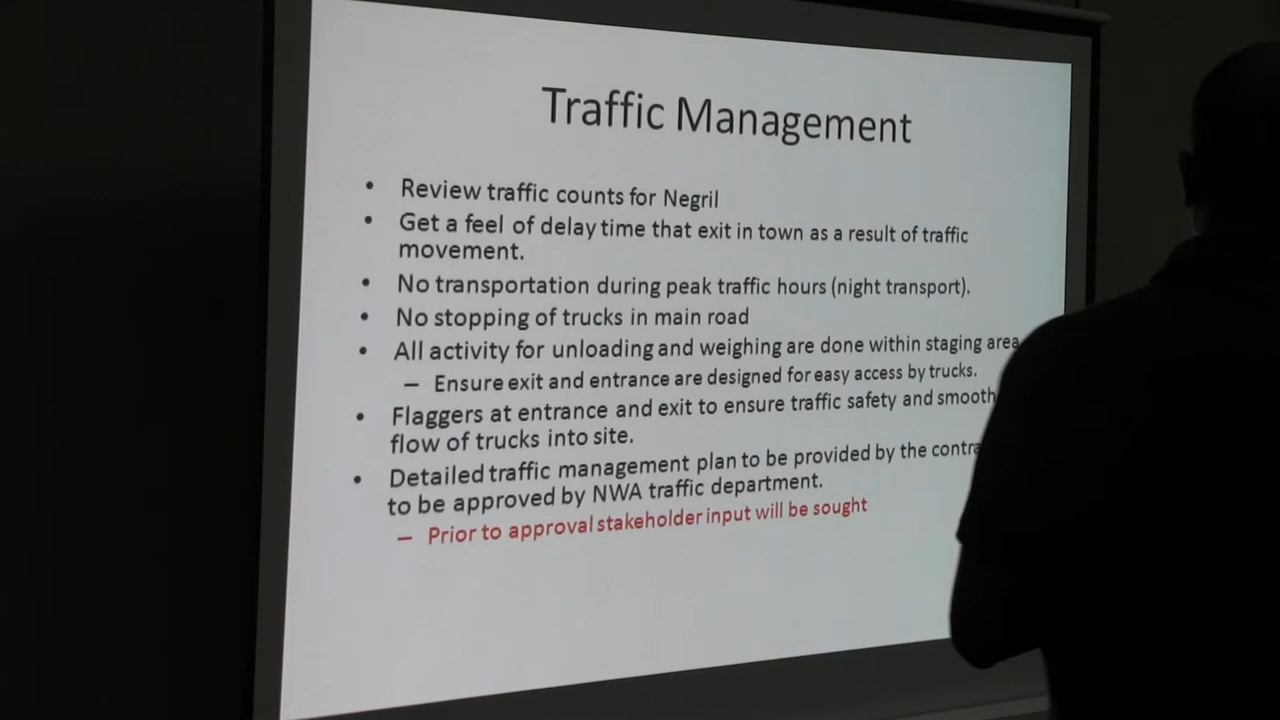 Traffic Management
• Review traffic counts for Negril
• Get a feel of delay time that exit in town as a result of traffic
movement.
• No transportation during peak traffic hours (night transport).
• No stopping of trucks in main road
• All activity for unloading and weighing are done within staging area
– Ensure exit and entrance are designed for easy access by trucks.
• Flaggers at entrance and exit to ensure traffic safety and smooth
flow of trucks into site.
• Detailed traffic management plan to be provided by the
to be approved by NWA traffic department.
– Prior to approval stakeholder input will be sought